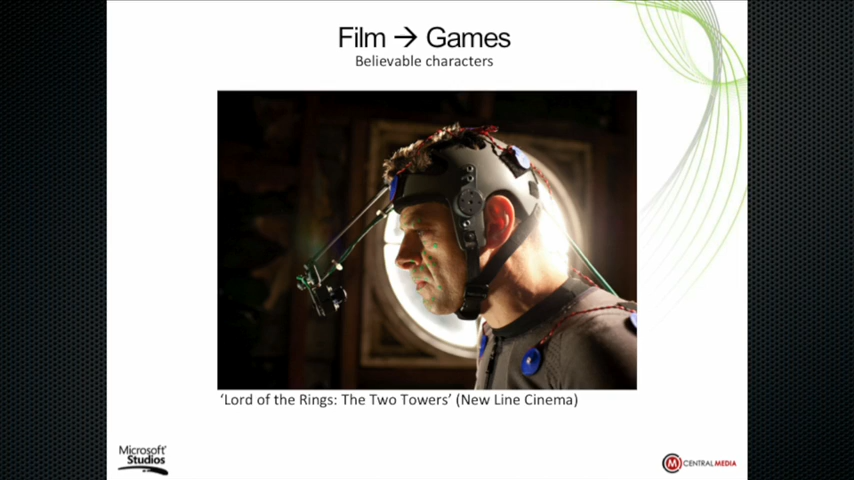 Film → Games
Believable characters
'Lord of the Rings: The Two Towers' (New Line Cinema)
Microsoft®
Studios
M CENTRAL MEDIA